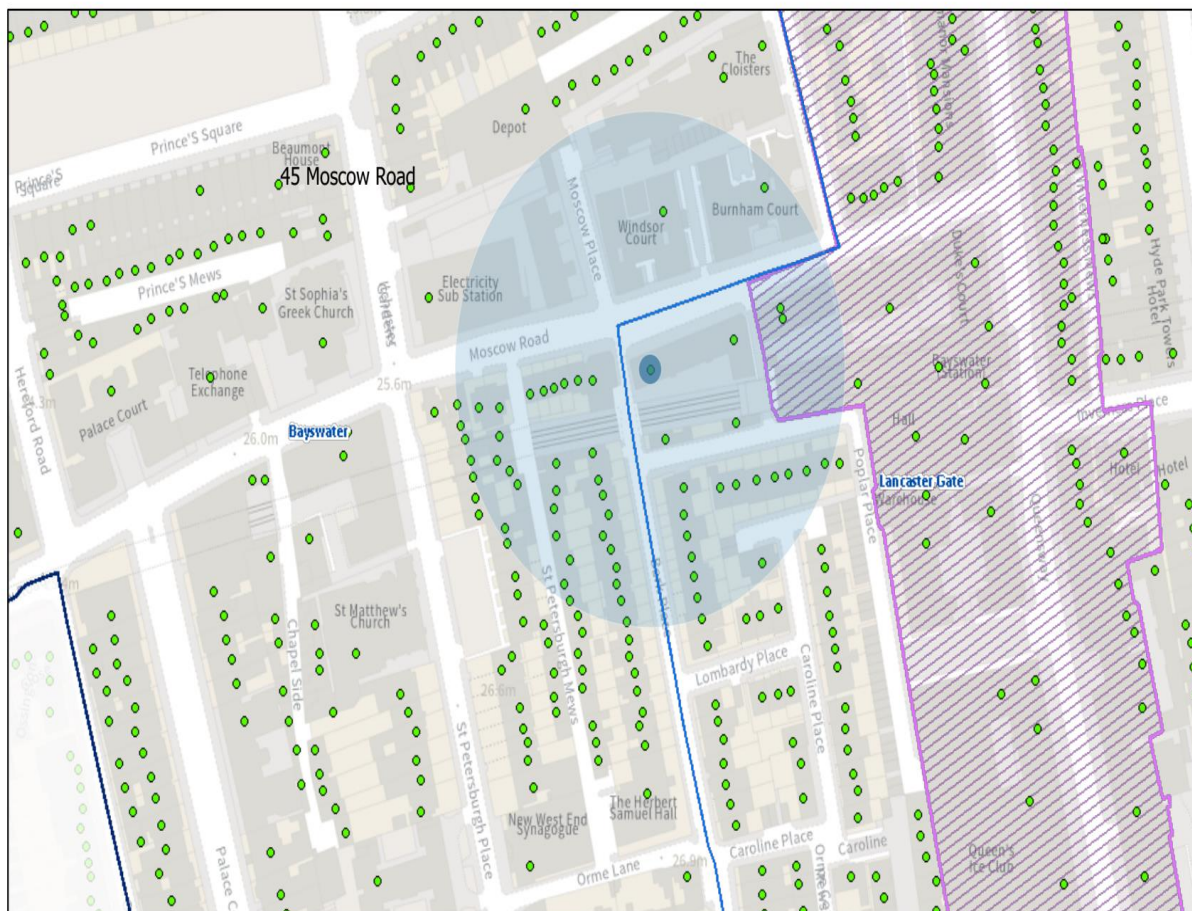 The
Cloisters
Manor Mansions
Depot
Prince'S Square
Beaumont
House
Prince'S
Square
45 Moscow Road
Moscow Place
Windsor
Court
Burnham Court
Duke's Court
Hyde Park Towers
Hotel
Prince'S Mews
St Sophia's
Greek Church
Electricity
Sub Station
Moscow Road
Bayswater
(Station)
Telephone
Exchange
25.6m
Hereford Road
Palace Court
26.0m
Bayswater
Hall
Inverness Place
Hotel
Hotel
Poplar Place
Lancaster Gate
Warehouse
Queensway
St Matthew's
Church
Chapel Side
St Petersburgh Mews
Lombardy Place
Caroline Place
26.6m
St Petersburgh Place
New West End
Synagogue
The Herbert
Samuel Hall
Caroline Place
Caroline
Orme Lane
26.9m
Palace C
Queen's
Ice Club